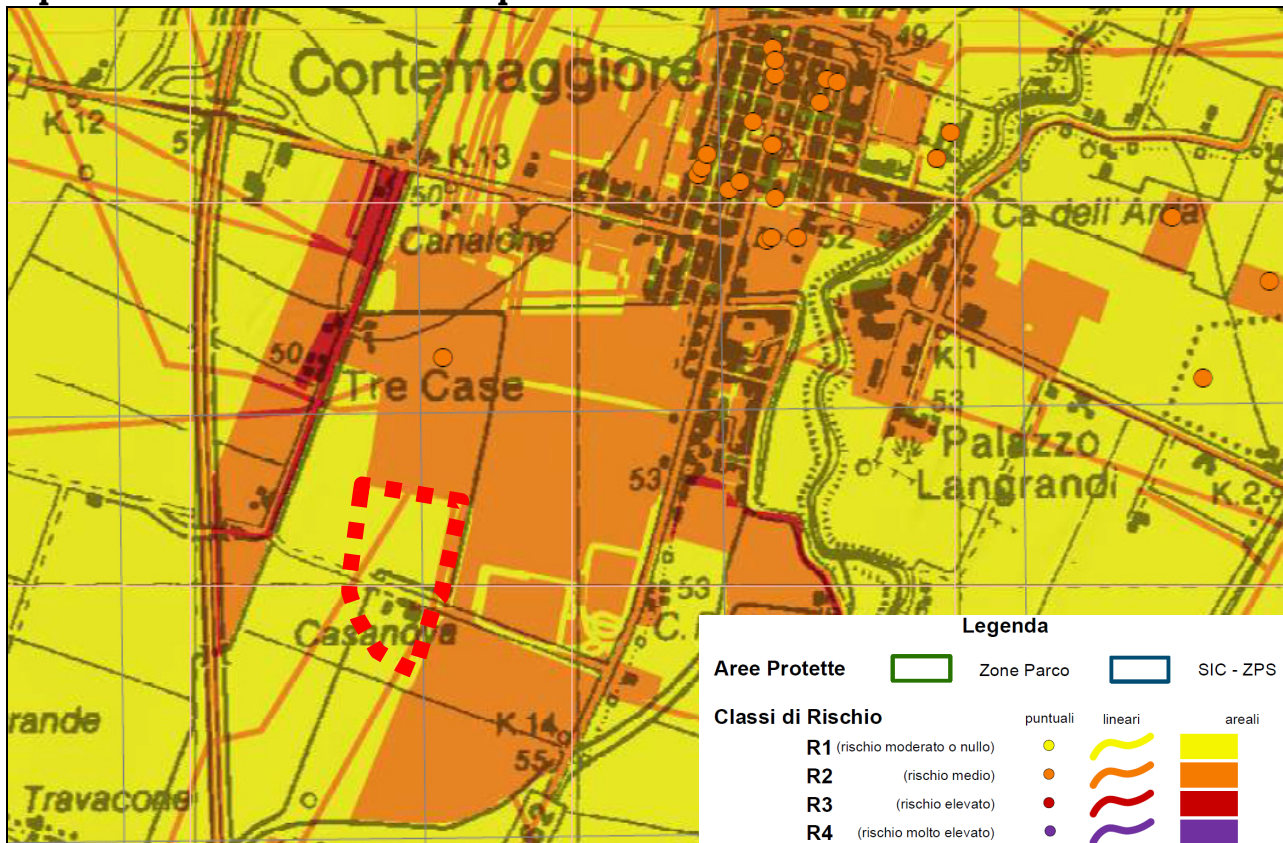 Cortemaggiore
49
57
K.12
57
K.13
50
Canalone
52
Ca dell'Arda
50
Tre Case
K.1
53
Palazzo
Langrandi
53
K.2
53
Casanova
C.
K.14
55
rande
Travacone
52
Legenda
Aree Protette Zone Parco SIC - ZPS
Classi di Rischio puntuali lineari areali
R1 (rischio moderato o nullo)
R2 (rischio medio)
R3 (rischio elevato)
R4 (rischio molto elevato)